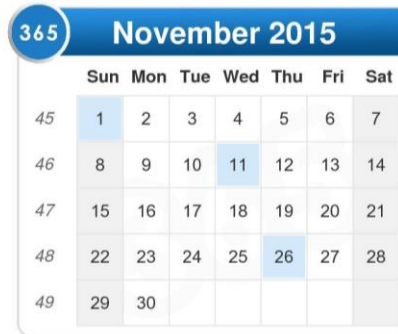 365 November 2015
Sun Mon Tue Wed Thu Fri Sat
45 1 2 3 4 5 6 7
46 8 9 10 11 12 13 14
47 15 16 17 18 19 20 21
48 22 23 24 25 26 27 28
49 29 30